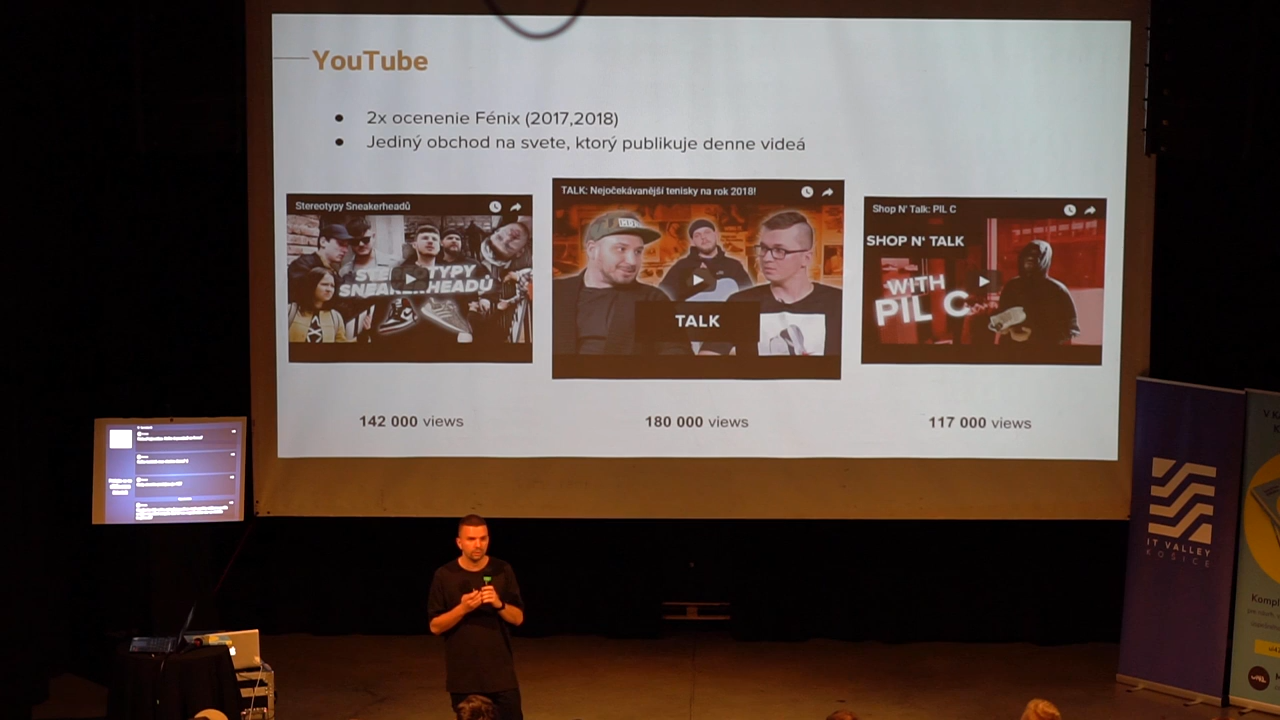 YouTube
● 2x ocenenie Fénix (2017,2018)
● Jediný obchod na svete, ktorý publikuje denne videá
Stereotypy Sneakerheadů
STEREOTYPY
SNEAKERHEADŮ
142 000 views
TALK: Nejočekávanější tenisky na rok 2018!
TALK
180 000 views
Shop N' Talk: PIL C
SHOP N' TALK
WITH
PIL C
117 000 views
IT VALLEY
KOŠICE